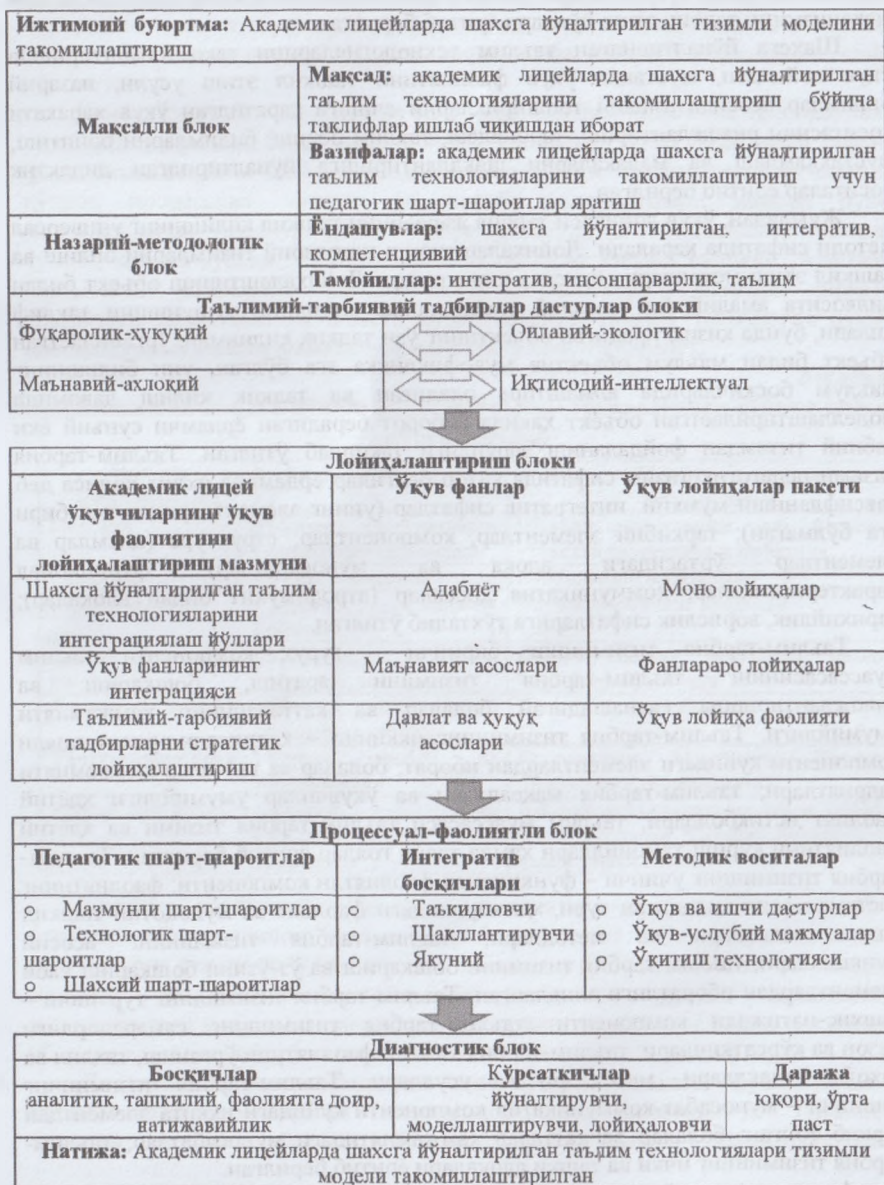 Ижтимоий буюртма: Академик лицейларда шахсга йўналтирилган тизимли моделини
такомиллаштириш
Мақсадли блок
Мақсад: академик лицейларда шахсга йўналтирилган
таълим технологияларини такомиллаштириш бўйича
таклифлар ишлаб чиқишдан иборат
Вазифалар: академик лицейларда шахсга йўналтирилган
таълим технологияларини такомиллаштириш учун
педагогик шарт-шароитлар яратиш
Назарий-методологик
блок
Ёндашувлар: шахсга йўналтирилган, интегратив,
компетенциявий
Тамойиллар: интегратив, инсонпарварлик, таълим
Таълимий-тарбиявий тадбирлар дастурлар блоки
Фуқаролик-ҳуқуқий
Оилавий-экологик
Маънавий-ахлоқий
Иқтисодий-интеллектуал
Лойиҳалаштириш блоки
Академик лицей
ўқувчиларнинг ўқув
фаолиятини
лойиҳалаштириш мазмуни
Ўқув фанлар
Ўқув лойиҳалар пакети
Шахсга йўналтирилган таълим
технологияларини
интеграциялаш йўллари
Адабиёт
Моно лойиҳалар
Ўқув фанларининг
интеграцияси
Маънавият асослари
Фанлараро лойиҳалар
Таълимий-тарбиявий
тадбирларни стратегик
лойиҳалаштириш
Давлат ва ҳуқуқ
асослари
Ўқув лойиҳа фаолияти
Процессуал-фаолиятли блок
Педагогик шарт-шароитлар
Интегратив
босқичлари
Методик воситалар
o Мазмунли шарт-шароитлар
o Технологик шарт-
шароитлар
o Шахсий шарт-шароитлар
o Таъкидловчи
o Шакллантирувчи
o Якуний
o Ўқув ва ишчи дастурлар
o Ўқув-услубий мажмуалар
o Ўқитиш технологияси
Диагностик блок
Босқичлар
Кўрсаткичлар
Даража
аналитик, ташкилий, фаолиятга доир,
натижавийлик
йўналтирувчи,
моделлаштирувчи, лойиҳаловчи
юқори, ўрта
паст
Натижа: Академик лицейларда шахсга йўналтирилган таълим технологиялари тизимли
модели такомиллаштирилган